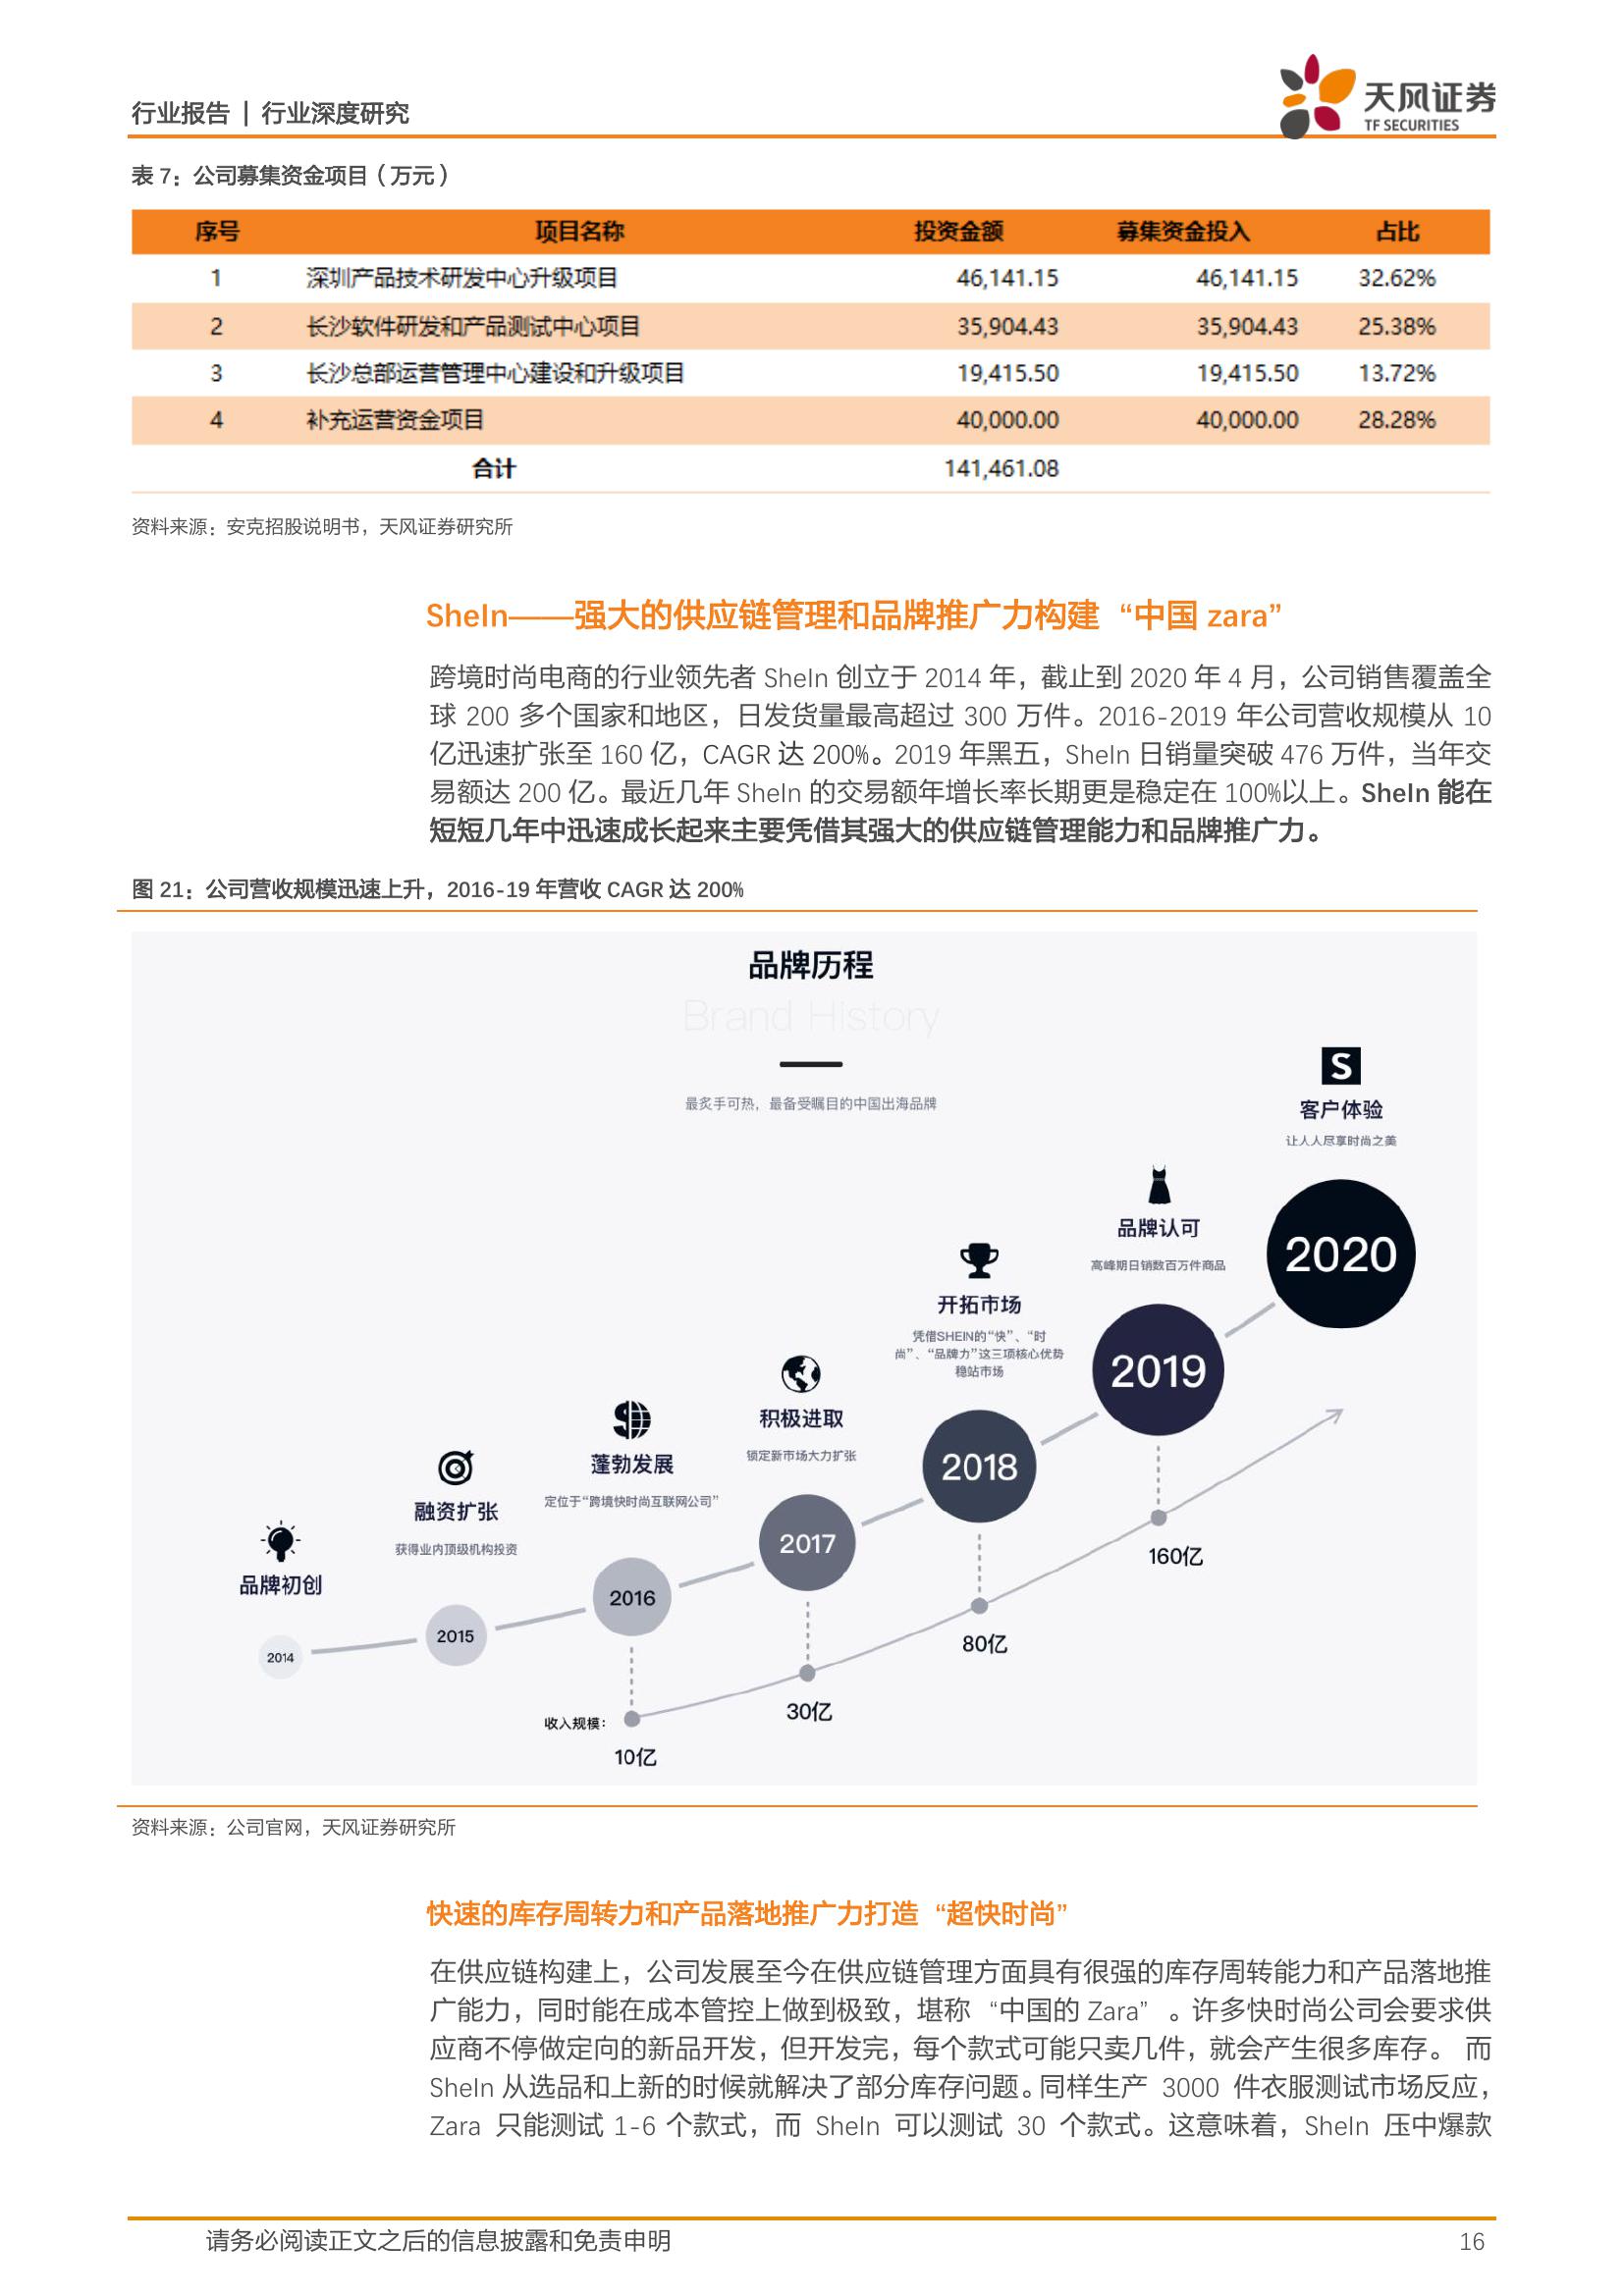 行业报告 | 行业深度研究
天风证券
TF SECURITIES
表 7：公司募集资金项目（万元）
序号 项目名称 投资金额 募集资金投入 占比
1 深圳产品技术研发中心升级项目 46,141.15 46,141.15 32.62%
2 长沙软件研发和产品测试中心项目 35,904.43 35,904.43 25.38%
3 长沙总部运营管理中心建设和升级项目 19,415.50 19,415.50 13.72%
4 补充运营资金项目 40,000.00 40,000.00 28.28%
合计 141,461.08
资料来源：安克招股说明书，天风证券研究所
SheIn——强大的供应链管理和品牌推广力构建“中国 zara”
跨境时尚电商的行业领先者 SheIn 创立于 2014 年，截止到 2020 年 4 月，公司销售覆盖全
球 200 多个国家和地区，日发货量最高超过 300 万件。2016-2019 年公司营收规模从 10
亿迅速扩张至 160 亿，CAGR 达 200%。2019 年黑五，SheIn 日销量突破 476 万件，当年交
易额达 200 亿。最近几年 SheIn 的交易额年增长率长期更是稳定在 100%以上。SheIn 能在
短短几年中迅速成长起来主要凭借其强大的供应链管理能力和品牌推广力。
图 21：公司营收规模迅速上升，2016-19 年营收 CAGR 达 200%
品牌历程
Brand History
最炙手可热，最备受瞩目的中国出海品牌
S
客户体验
让人人尽享时尚之美
2020
品牌认可
高峰期日销数百万件商品
2019
开拓市场
凭借SHEIN的“快”、“时
尚”、“品牌力”这三项核心优势
稳站市场
2018
积极进取
锁定新市场大力扩张
2017
蓬勃发展
定位于“跨境快时尚互联网公司”
2016
融资扩张
获得业内顶级机构投资
2015
品牌初创
2014
160亿
80亿
30亿
收入规模：
10亿
资料来源：公司官网，天风证券研究所
快速的库存周转力和产品落地推广力打造“超快时尚”
在供应链构建上，公司发展至今在供应链管理方面具有很强的库存周转能力和产品落地推
广能力，同时能在成本管控上做到极致，堪称“中国的 Zara”。许多快时尚公司会要求供
应商不停做定向的新品开发，但开发完，每个款式可能只卖几件，就会产生很多库存。 而
SheIn 从选品和上新的时候就解决了部分库存问题。同样生产 3000 件衣服测试市场反应，
Zara 只能测试 1-6 个款式，而 SheIn 可以测试 30 个款式。这意味着，SheIn 压中爆款
请务必阅读正文之后的信息披露和免责申明
16